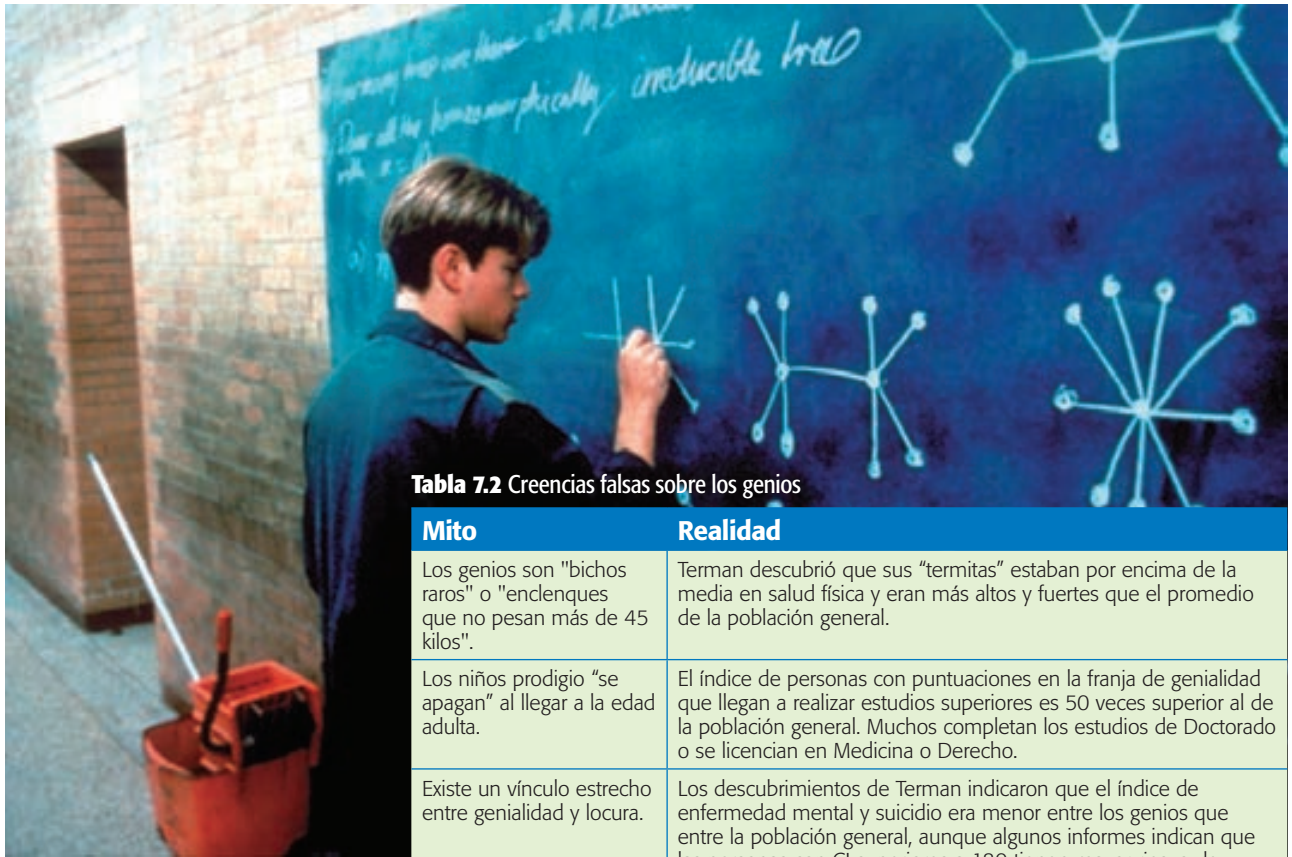 irreducible tree
Draw all the homeomorphically
with n =
Tabla 7.2 Creencias falsas sobre los genios
Mito
Realidad
Los genios son "bichos
raros" o "enclenques
que no pesan más de 45
kilos".
Terman descubrió que sus “termitas” estaban por encima de la
media en salud física y eran más altos y fuertes que el promedio
de la población general.
Los niños prodigio “se
apagan” al llegar a la edad
adulta.
El índice de personas con puntuaciones en la franja de genialidad
que llegan a realizar estudios superiores es 50 veces superior al de
la población general. Muchos completan los estudios de Doctorado
o se licencian en Medicina o Derecho.
Existe un vínculo estrecho
entre genialidad y locura.
Los descubrimientos de Terman indicaron que el índice de
enfermedad mental y suicidio era menor entre los genios que
entre la población general, aunque algunos informes indican que